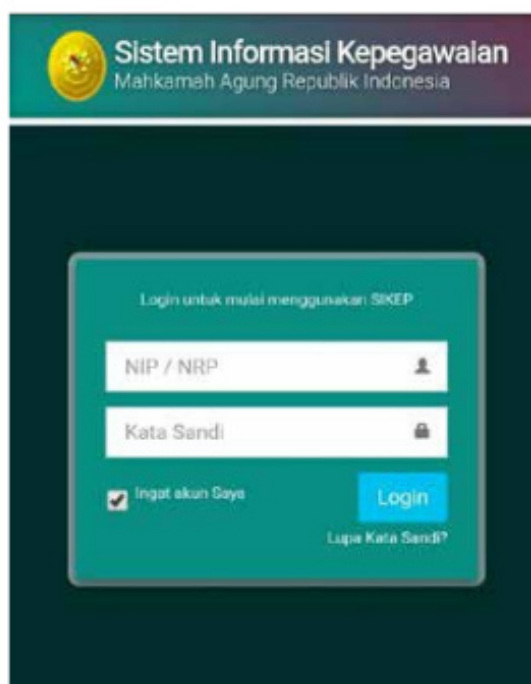 Sistem Informasi Kepegawaian
Mahkamah Agung Republik Indonesia
Login untuk mulai menggunakan SIKEP
NIP / NRP
Kata Sandi
Ingat akun Saya
Login
Lupa Kata Sandi?